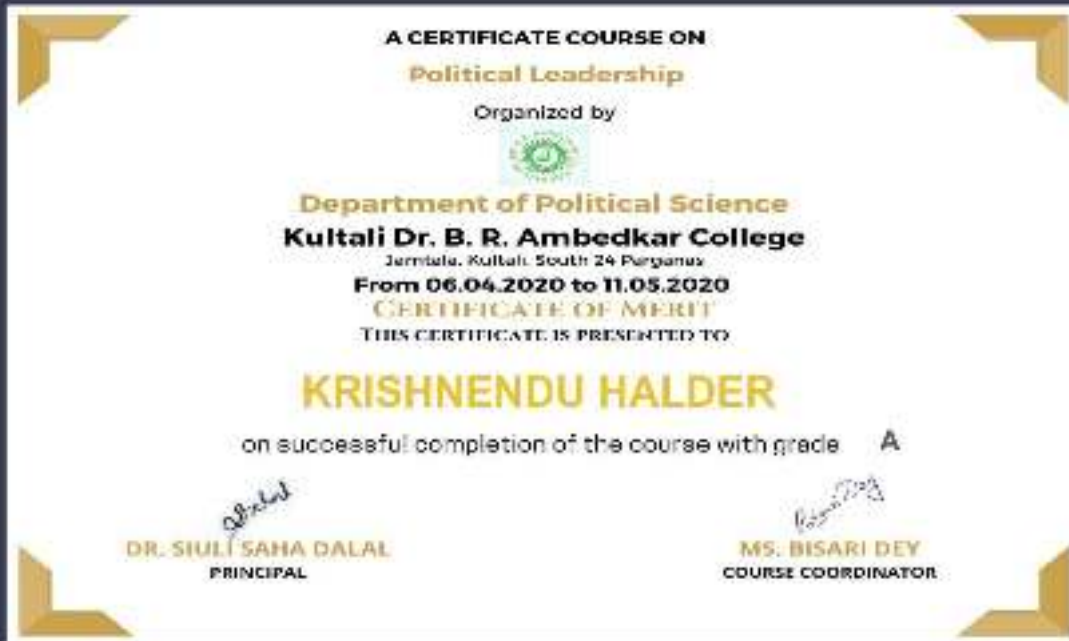 A CERTIFICATE COURSE ON
Political Leadership
Organized by
Department of Political Science
Kultali Dr. B. R. Ambedkar College
Jamtala, Kultali, South 24 Parganas
From 06.04.2020 to 11.05.2020
CERTIFICATE OF MERIT
THIS CERTIFICATE IS PRESENTED TO
KRISHNENDU HALDER
on successful completion of the course with grade A
DR. SIULI SAHA DALAL
PRINCIPAL
MS. BISARI DEY
COURSE COORDINATOR